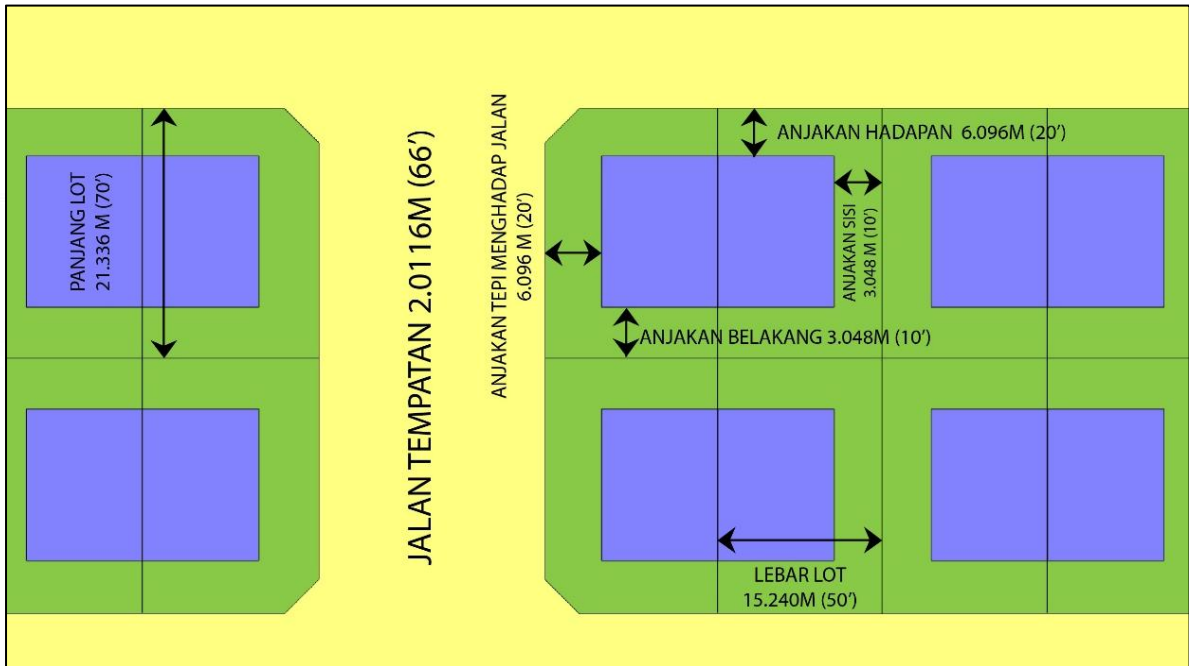 PANJANG LOT
21.336 M (70')
JALAN TEMPATAN 2.0116M (66')
ANJAKAN TEPI MENGHADAP JALAN
6.096 M (20')
ANJAKAN HADAPAN 6.096M (20')
ANJAKAN SISI
3.048 M (10')
ANJAKAN BELAKANG 3.048M (10')
LEBAR LOT
15.240M (50')